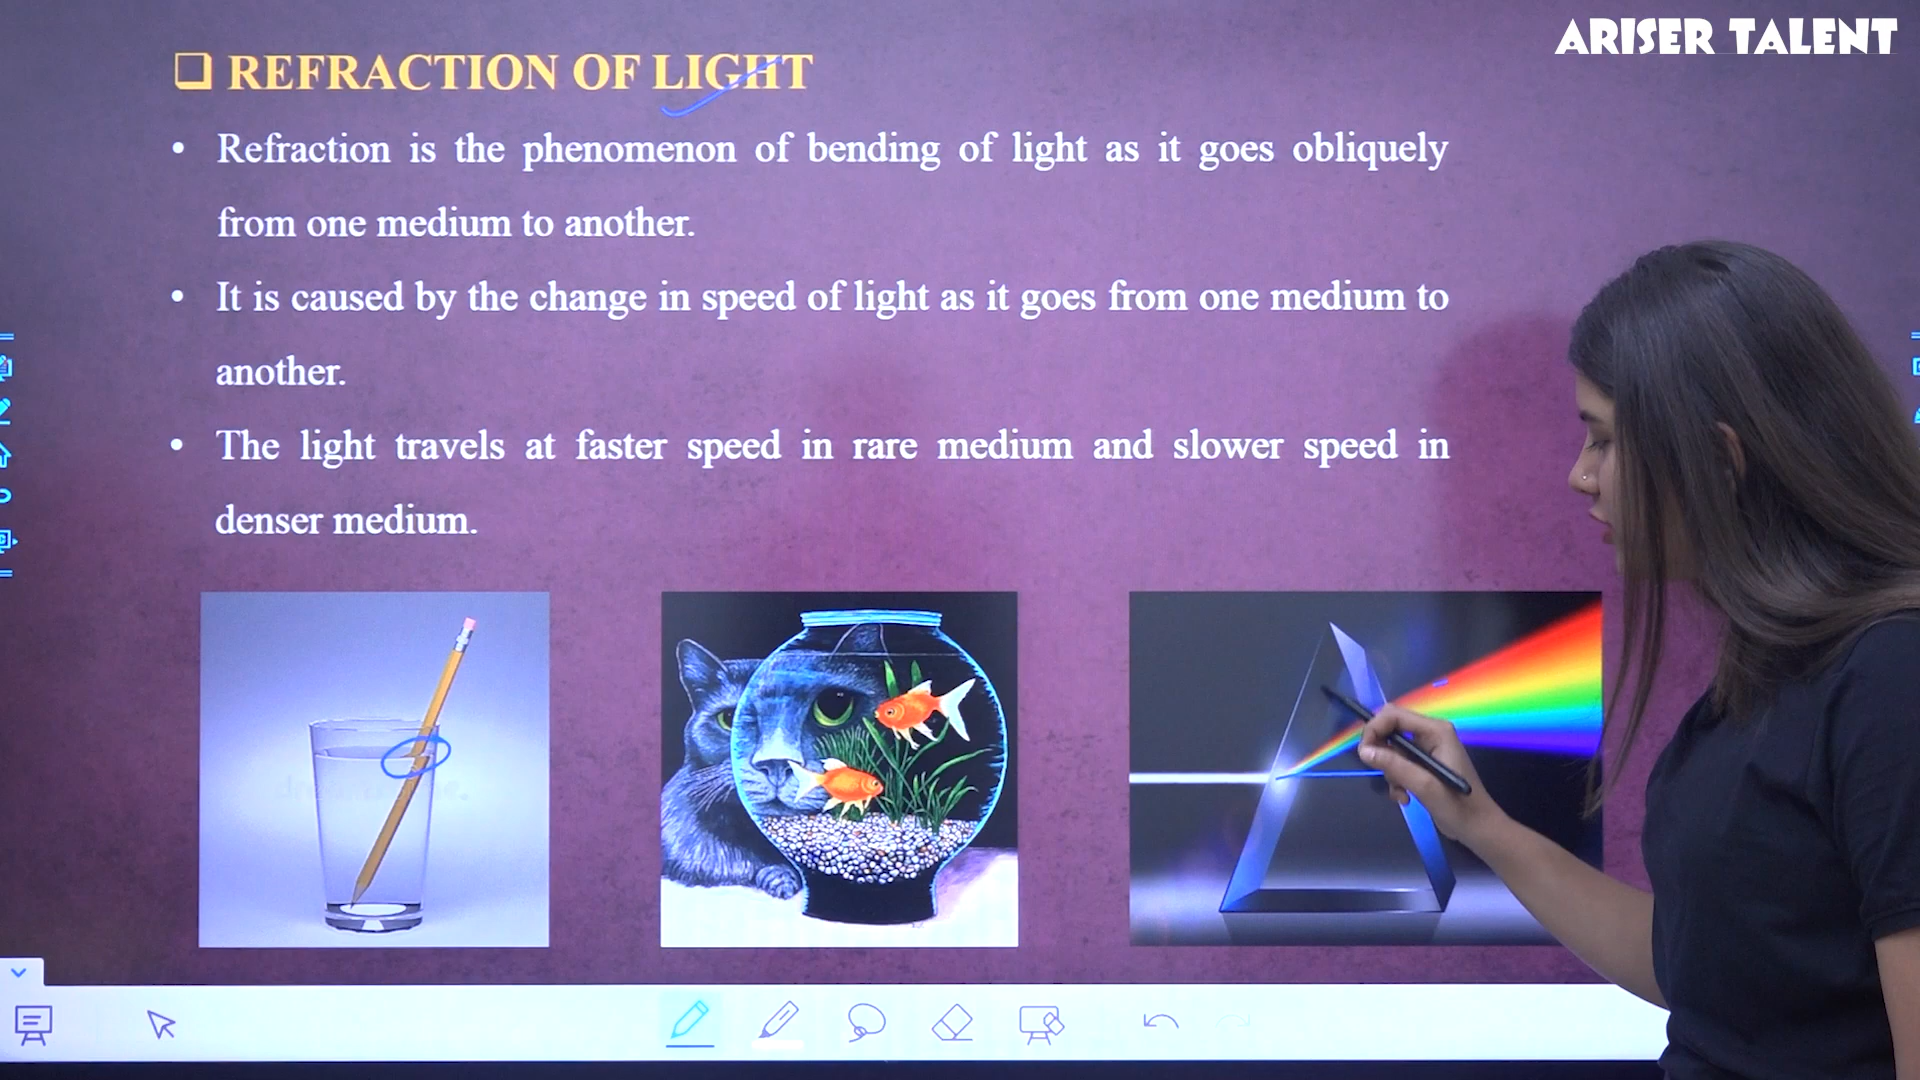 ARISER TALENT
REFRACTION OF LIGHT
• Refraction is the phenomenon of bending of light as it goes obliquely
from one medium to another.
• It is caused by the change in speed of light as it goes from one medium to
another.
• The light travels at faster speed in rare medium and slower speed in
denser medium.